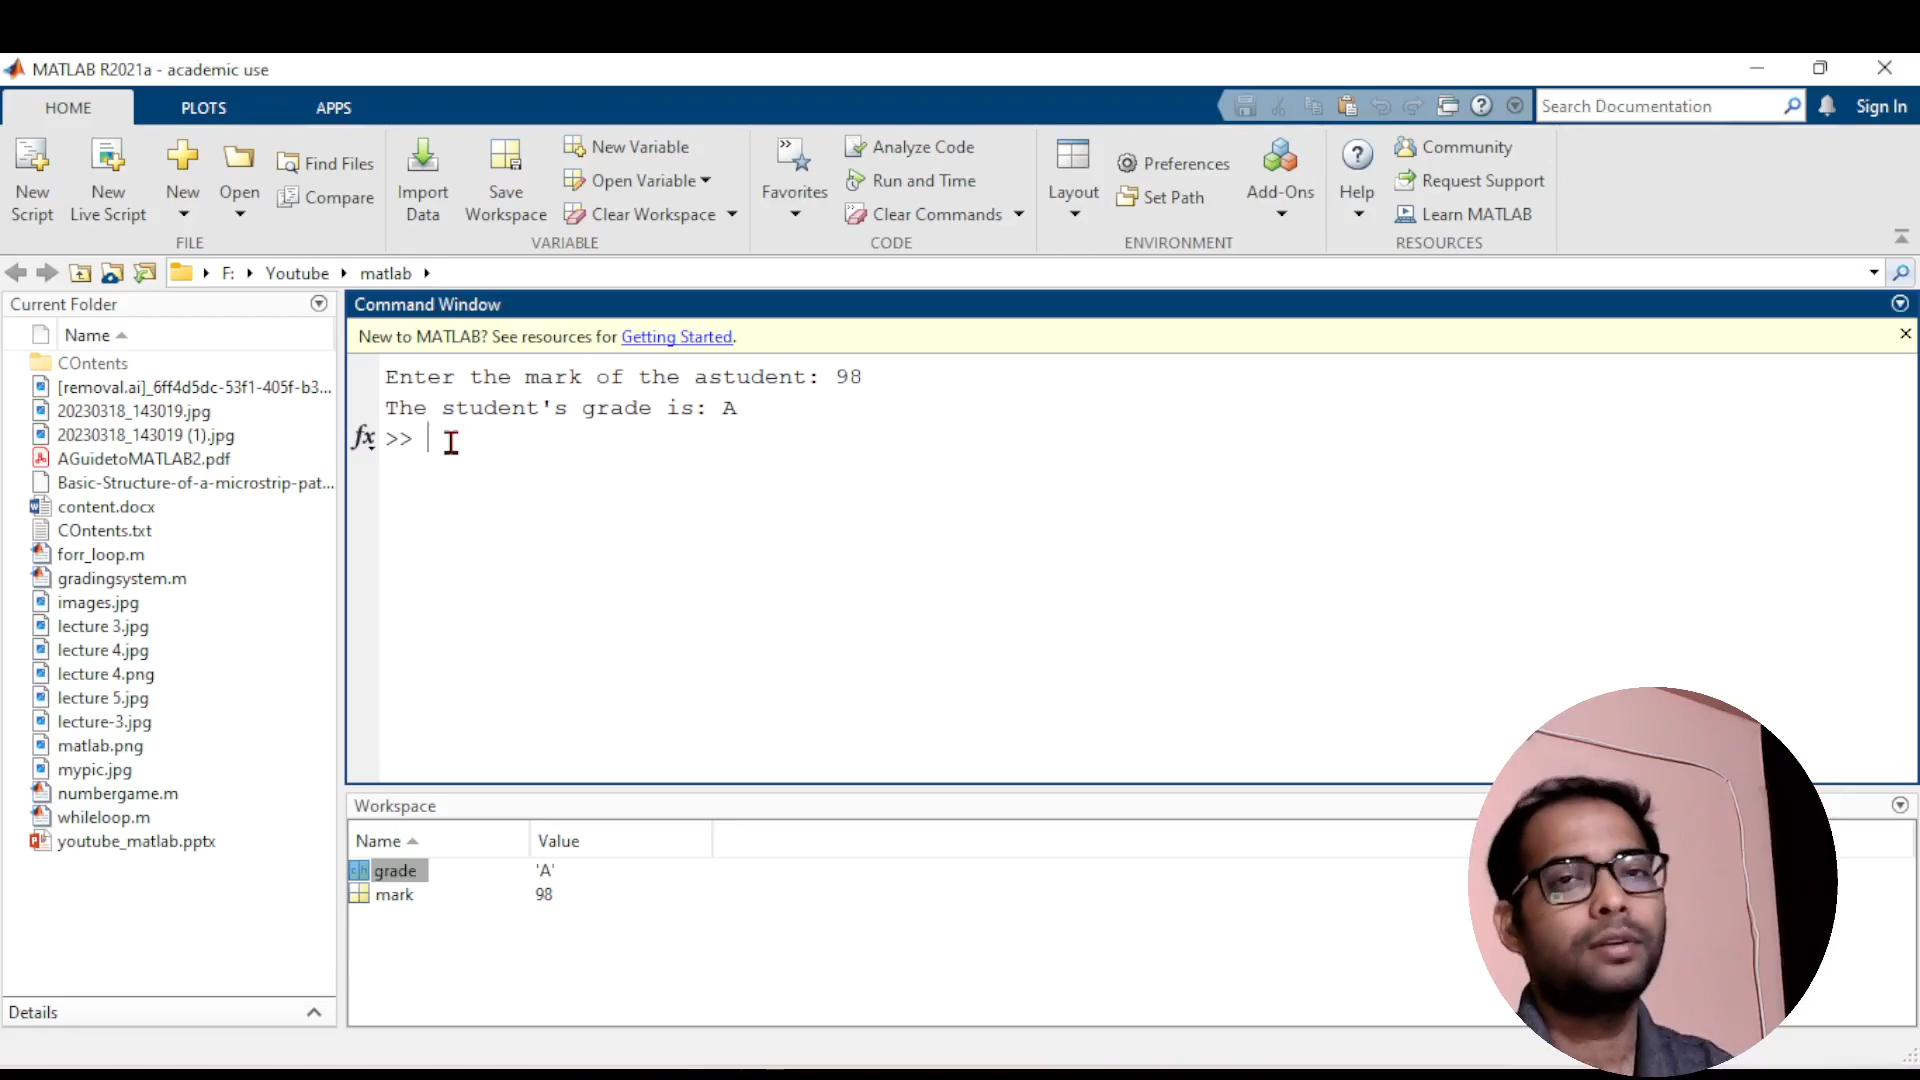 MATLAB R2021a - academic use
HOME PLOTS APPS
Search Documentation
Sign In
New Script
New Live Script
New
Open
Find Files
Compare
FILE
Import Data
Save Workspace
New Variable
Open Variable
Clear Workspace
VARIABLE
Favorites
Analyze Code
Run and Time
Clear Commands
CODE
Layout
Preferences
Set Path
Add-Ons
ENVIRONMENT
Help
Community
Request Support
Learn MATLAB
RESOURCES
F: Youtube matlab
Current Folder
Name
COntents
[removal.ai]_6ff4d5dc-53f1-405f-b3...
20230318_143019.jpg
20230318_143019 (1).jpg
AGuidetoMATLAB2.pdf
Basic-Structure-of-a-microstrip-pat...
content.docx
COntents.txt
forr_loop.m
gradingsystem.m
images.jpg
lecture 3.jpg
lecture 4.jpg
lecture 4.png
lecture 5.jpg
lecture-3.jpg
matlab.png
mypic.jpg
numbergame.m
whileloop.m
youtube_matlab.pptx
Details
Command Window
New to MATLAB? See resources for Getting Started.
Enter the mark of the astudent: 98
The student's grade is: A
fx >>
Workspace
Name Value
grade 'A'
mark 98